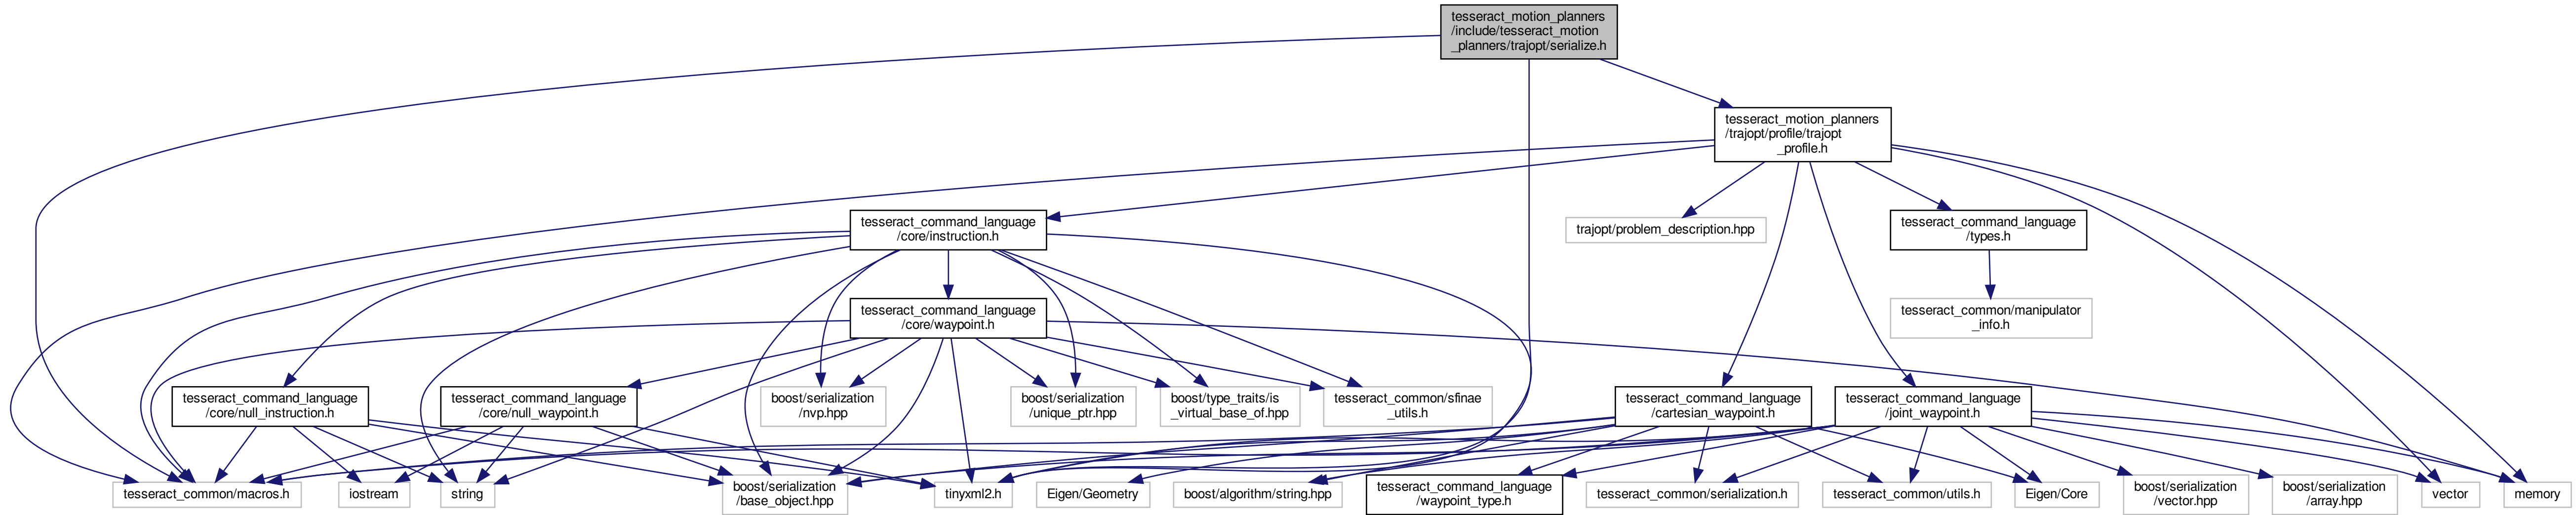 tesseract_motion_planners
/include/tesseract_motion
_planners/trajopt/serialize.h
tesseract_motion_planners
/trajopt/profile/trajopt
_profile.h
tesseract_command_language
/core/instruction.h
trajopt/problem_description.hpp
tesseract_command_language
/types.h
tesseract_command_language
/core/waypoint.h
tesseract_common/manipulator
_info.h
tesseract_command_language
/core/null_instruction.h
tesseract_command_language
/core/null_waypoint.h
boost/serialization
/nvp.hpp
boost/serialization
/unique_ptr.hpp
boost/type_traits/is
_virtual_base_of.hpp
tesseract_common/sfinae
_utils.h
tesseract_command_language
/cartesian_waypoint.h
tesseract_command_language
/joint_waypoint.h
tesseract_common/macros.h
iostream
string
boost/serialization
/base_object.hpp
tinyxml2.h
Eigen/Geometry
boost/algorithm/string.hpp
tesseract_command_language
/waypoint_type.h
tesseract_common/serialization.h
tesseract_common/utils.h
Eigen/Core
boost/serialization
/vector.hpp
boost/serialization
/array.hpp
vector
memory